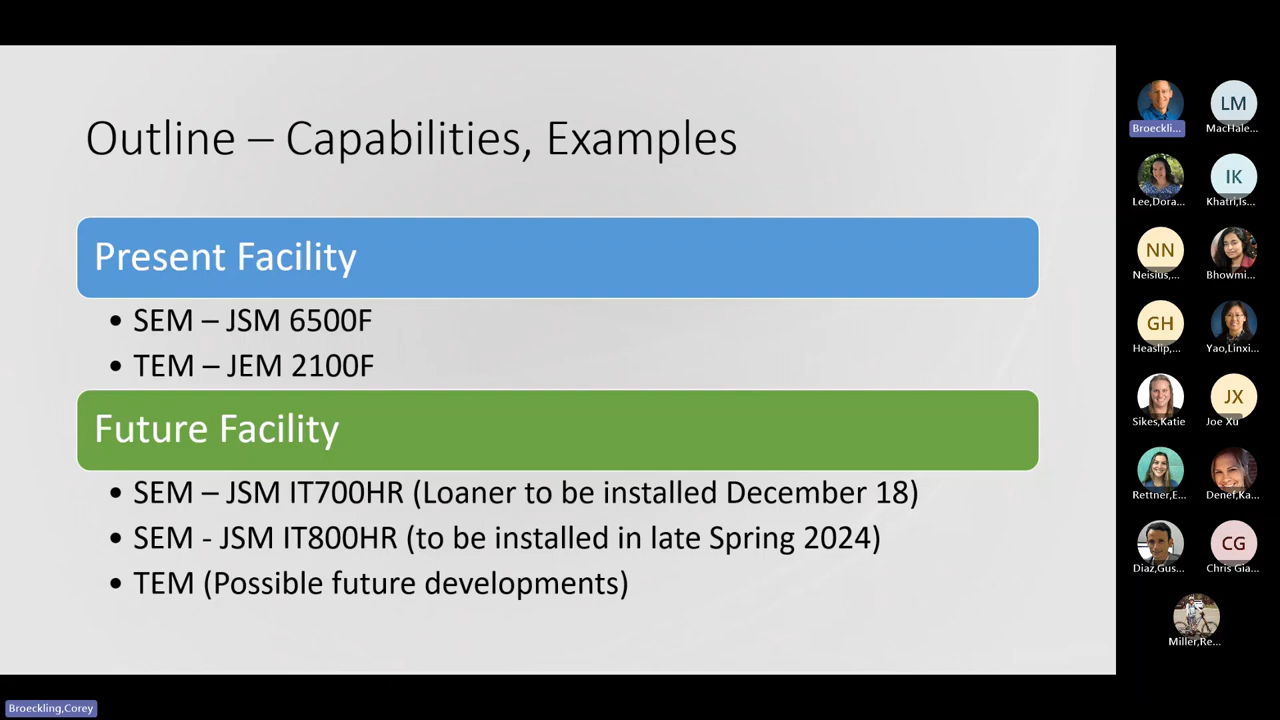 Outline – Capabilities, Examples
Present Facility
• SEM – JSM 6500F
• TEM – JEM 2100F
Future Facility
• SEM – JSM IT700HR (Loaner to be installed December 18)
• SEM - JSM IT800HR (to be installed in late Spring 2024)
• TEM (Possible future developments)
Broeckli...
LM
MacHale...
Lee,Dora...
IK
Khatri,Is...
NN
Neisius,...
Bhowmi...
GH
Heaslip,...
Yao,Linxi...
Sikes,Katie
JX
Joe Xu
Rettner,E...
Denef,Ka...
Diaz,Gus...
CG
Chris Gia...
Miller,Re...
Broeckling,Corey